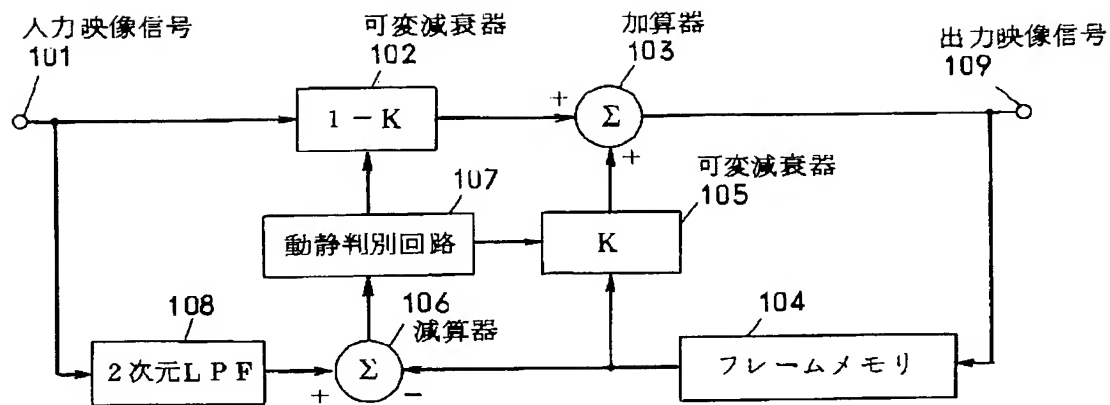 入力映像信号
101
可変減衰器
102
加算器
103
出力映像信号
109
1-K
+
Σ
+
可変減衰器
105
107
動静判別回路
K
108
106
減算器
104
2次元LPF
+
Σ
−
フレームメモリ